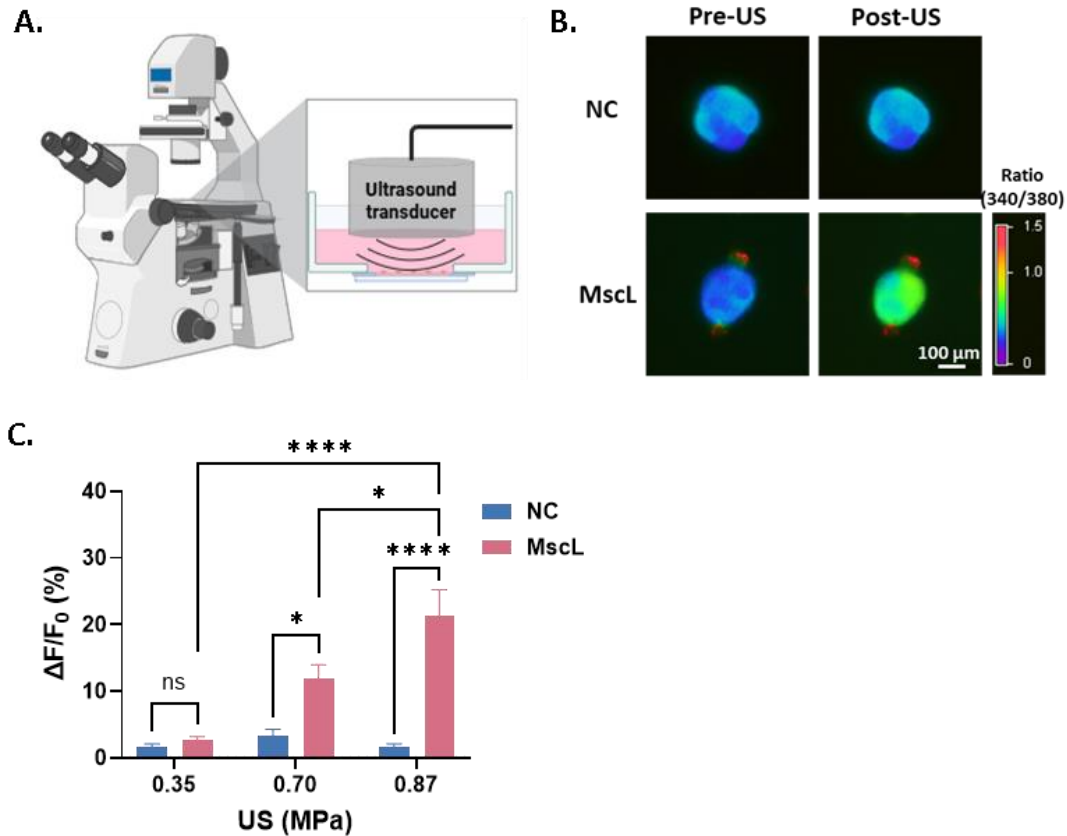 A.
Ultrasound
transducer
B.
Pre-US
Post-US
NC
MscL
Ratio
(340/380)
1.5
1.0
0
100 µm
C.
****
*
****
*
ns
NC
MscL
ΔF/F₀ (%)
40
30
20
10
0
0.35
0.70
0.87
US (MPa)